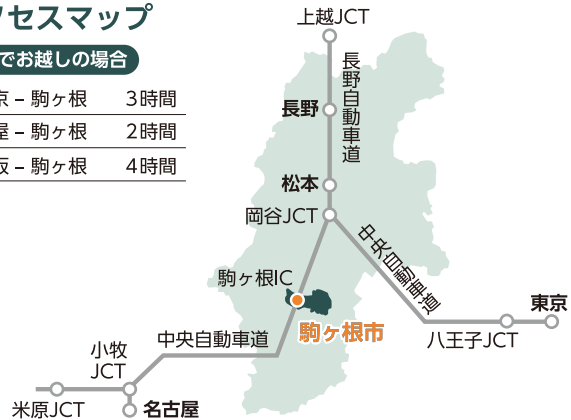 セスマップ
でお越しの場合
京 – 駒ヶ根 3時間
屋 – 駒ヶ根 2時間
阪 – 駒ヶ根 4時間
上越JCT
長野自動車道
長野
松本
岡谷JCT
中央自動車道
駒ヶ根IC
駒ヶ根市
東京
八王子JCT
中央自動車道
小牧
JCT
米原JCT
名古屋